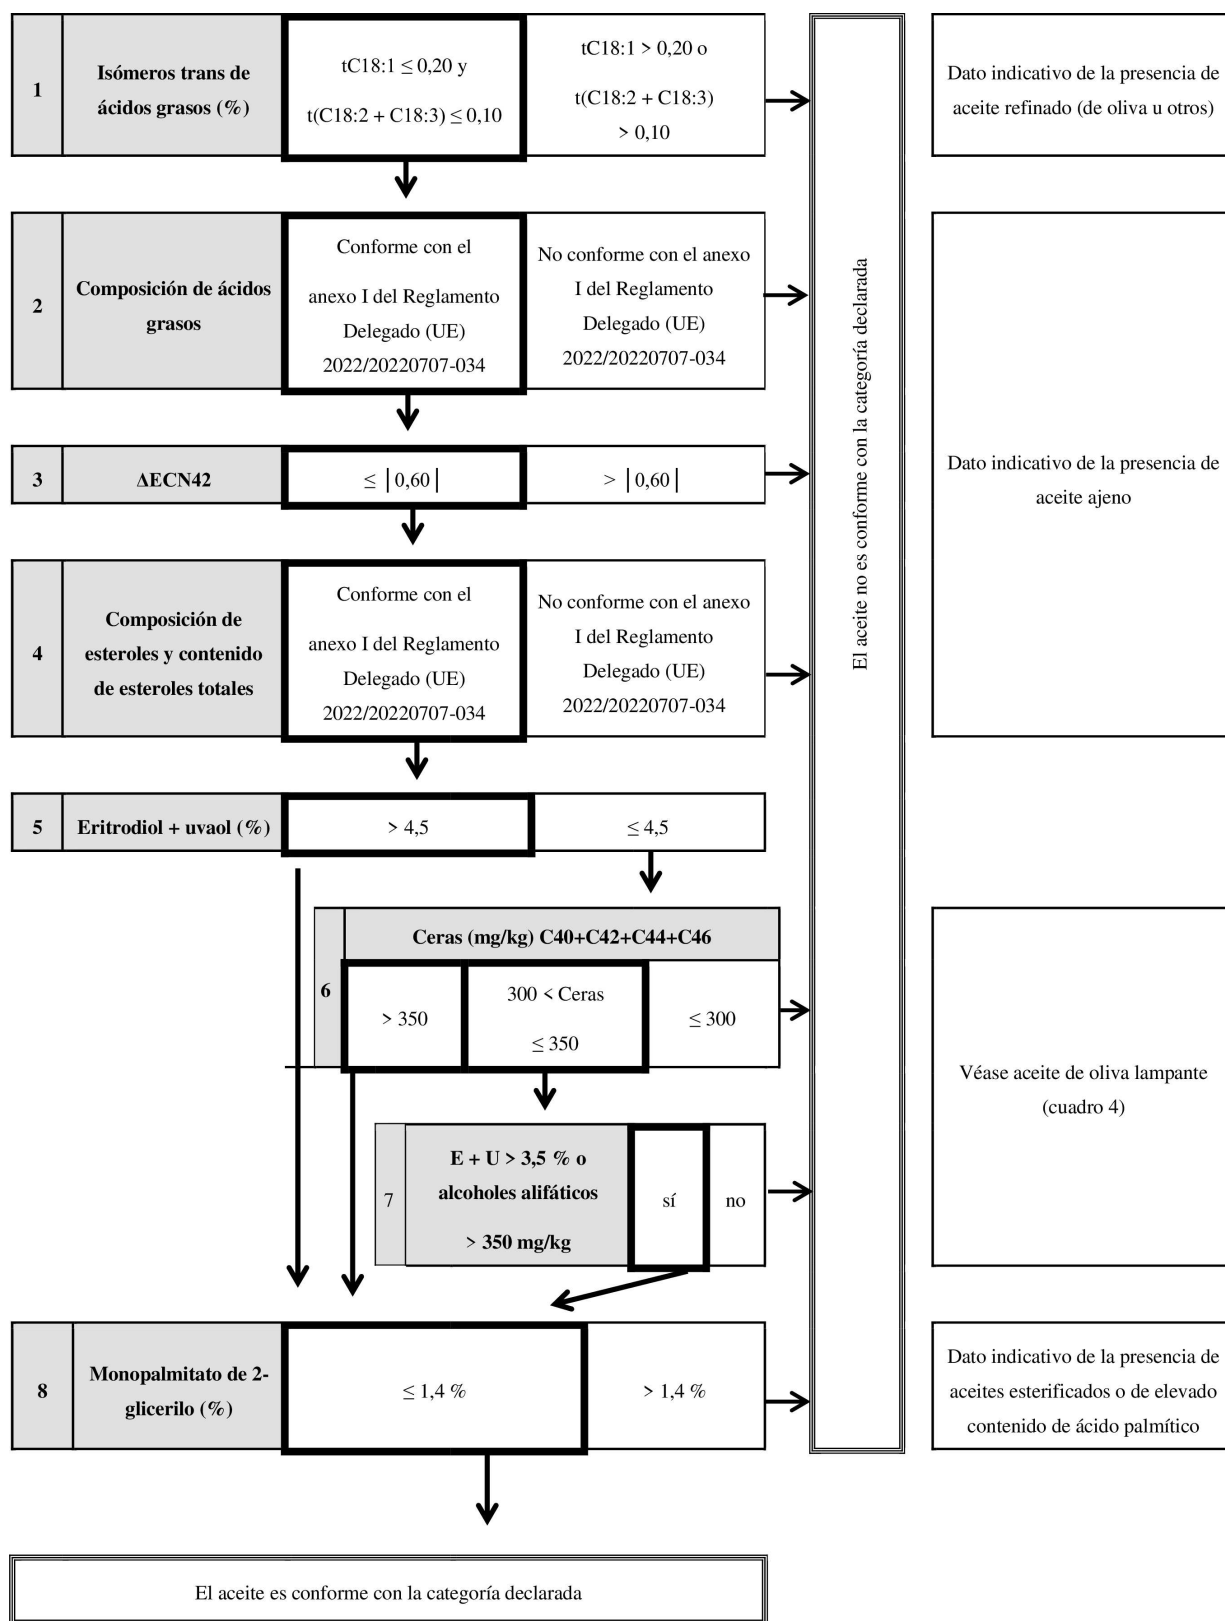 1
Isómeros trans de
ácidos grasos (%)
tC18:1 ≤ 0,20 y
t(C18:2 + C18:3) ≤ 0,10
tC18:1 > 0,20 o
t(C18:2 + C18:3)
> 0,10
Dato indicativo de la presencia de
aceite refinado (de oliva u otros)
El aceite no es conforme con la categoría declarada
2
Composición de ácidos
grasos
Conforme con el
anexo I del Reglamento
Delegado (UE)
2022/20220707-034
No conforme con el anexo
I del Reglamento
Delegado (UE)
2022/20220707-034
Dato indicativo de la presencia de
aceite ajeno
3
ΔECN42
≤ |0,60|
> |0,60|
4
Composición de
esteroles y contenido
de esteroles totales
Conforme con el
anexo I del Reglamento
Delegado (UE)
2022/20220707-034
No conforme con el anexo
I del Reglamento
Delegado (UE)
2022/20220707-034
5
Eritrodiol + uvaol (%)
> 4,5
≤ 4,5
6
Ceras (mg/kg) C40+C42+C44+C46
> 350
300 < Ceras
≤ 350
≤ 300
Véase aceite de oliva lampante
(cuadro 4)
7
E + U > 3,5 % o
alcoholes alifáticos
> 350 mg/kg
sí
no
8
Monopalmitato de 2-
glicerilo (%)
≤ 1,4 %
> 1,4 %
Dato indicativo de la presencia de
aceites esterificados o de elevado
contenido de ácido palmítico
El aceite es conforme con la categoría declarada